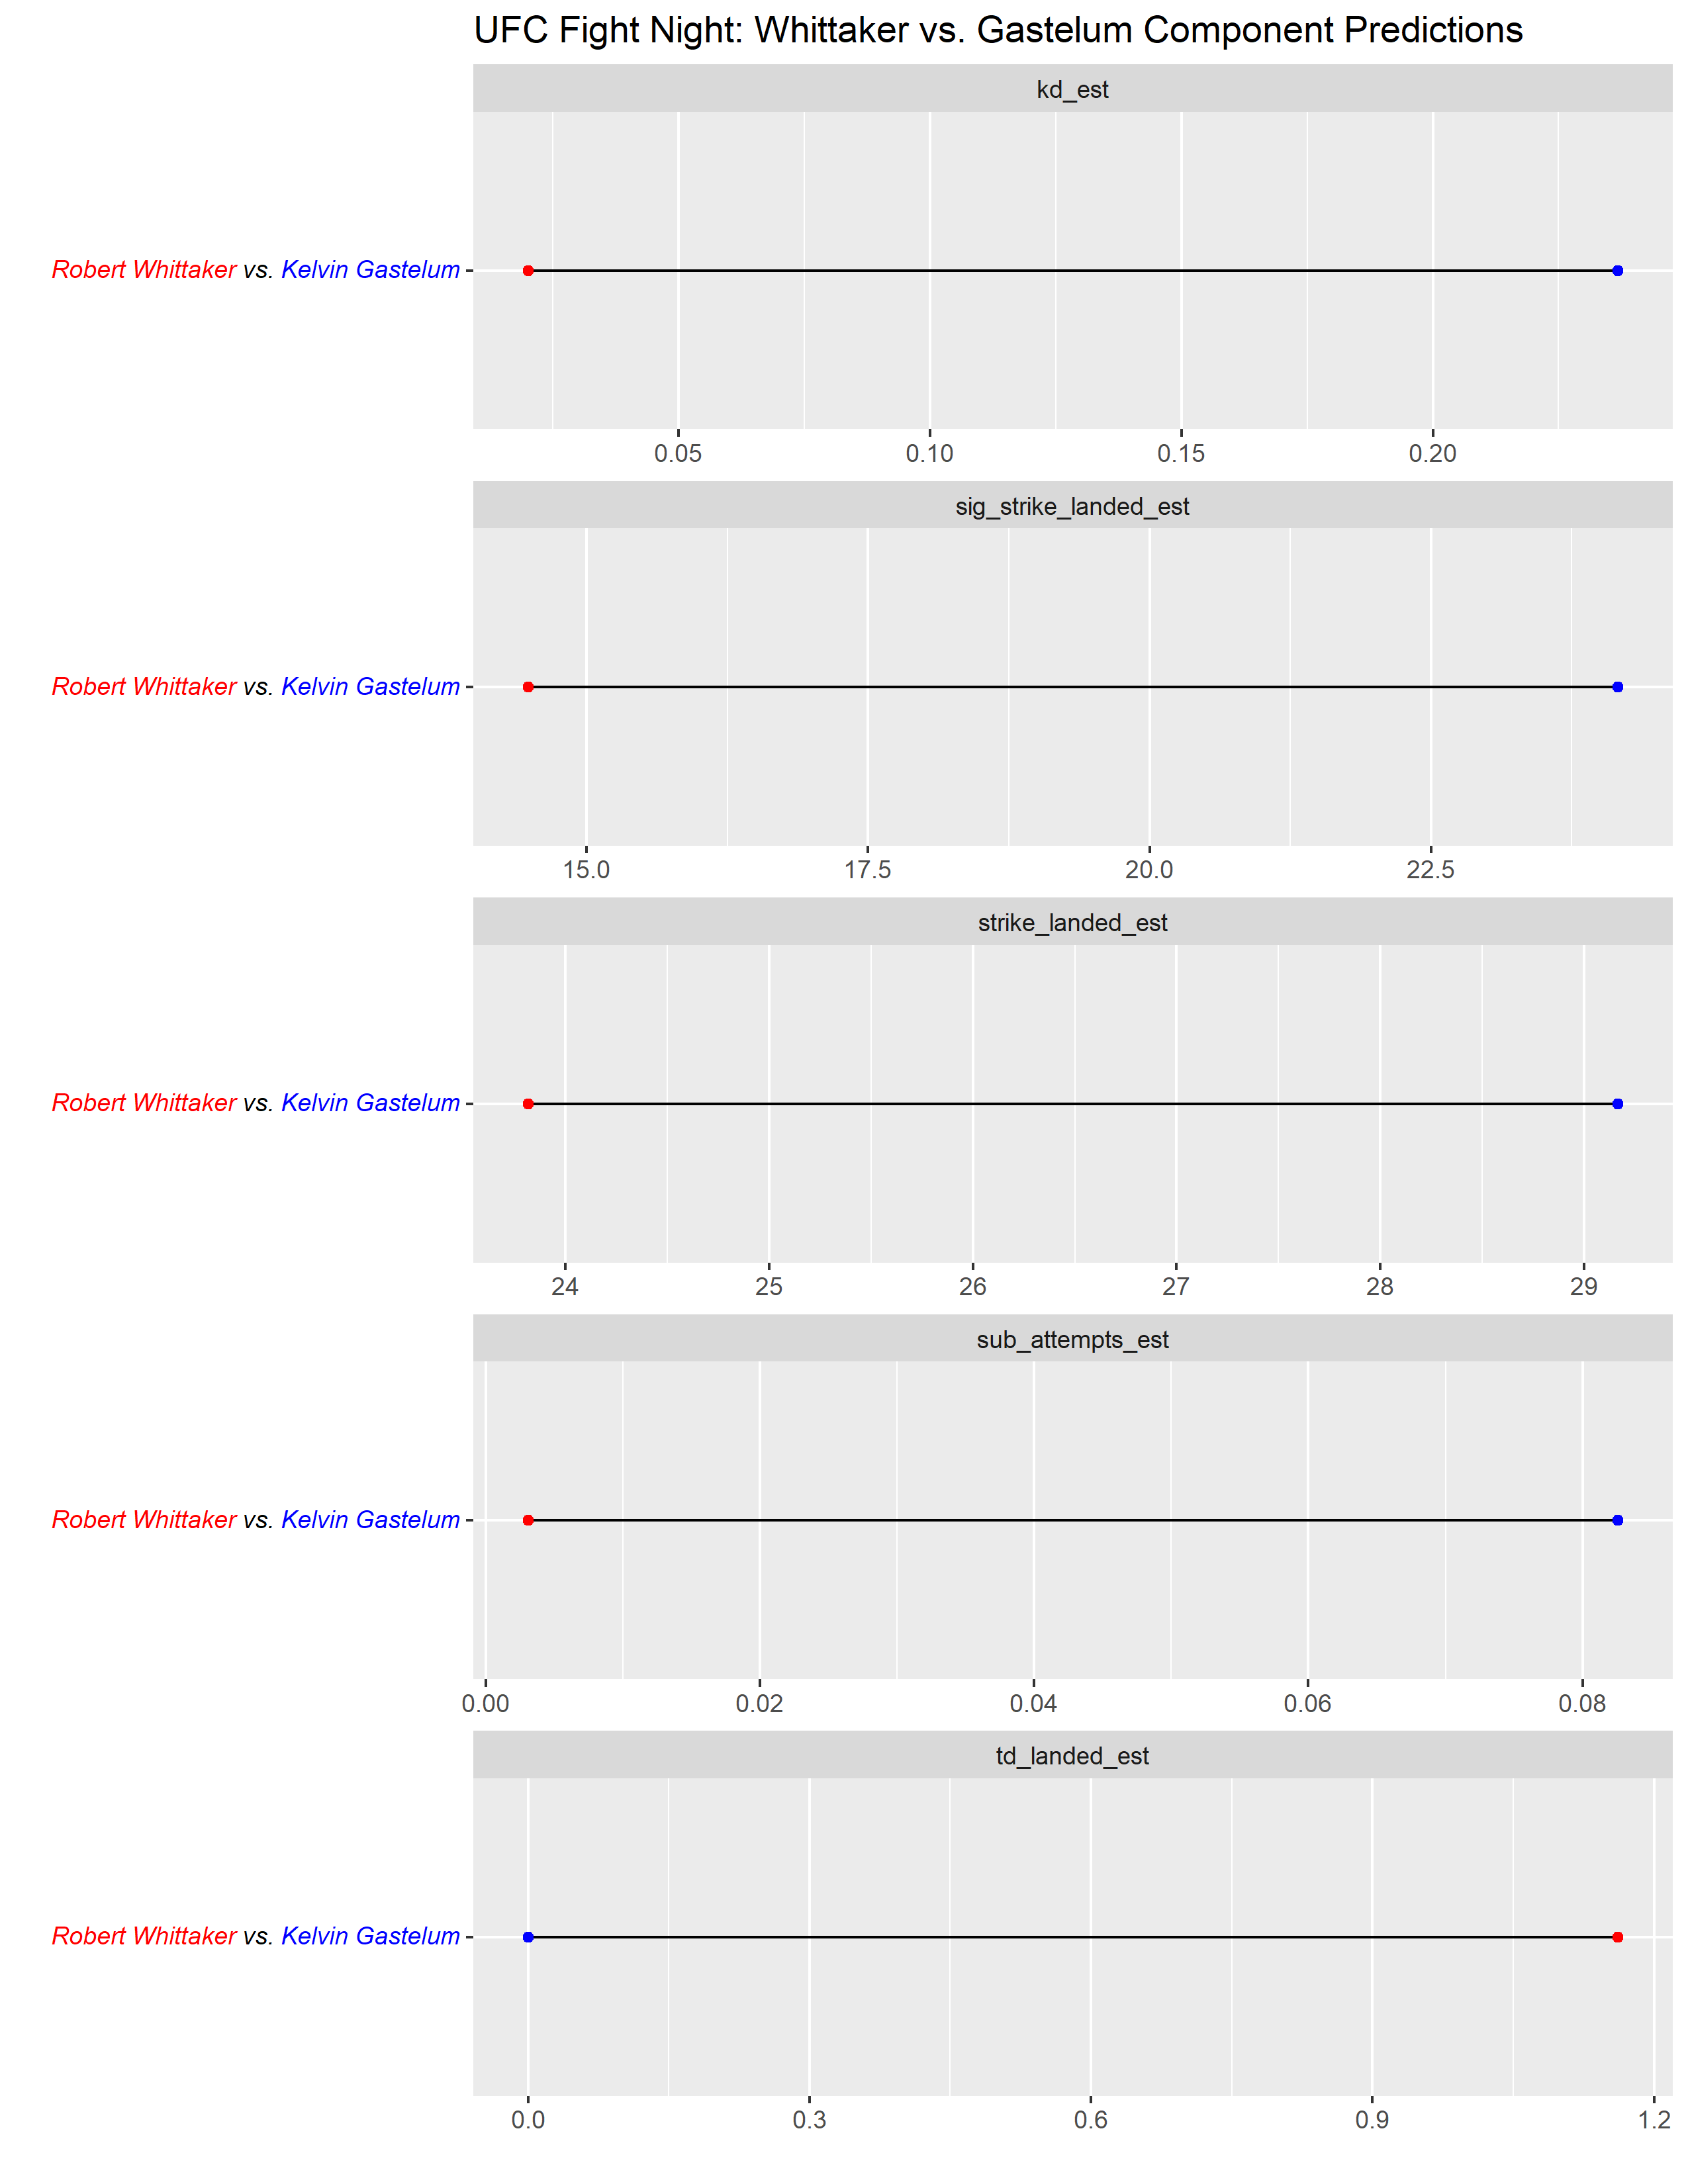 UFC Fight Night: Whittaker vs. Gastelum Component Predictions
kd_est
Robert Whittaker vs. Kelvin Gastelum
0.05 0.10 0.15 0.20
sig_strike_landed_est
Robert Whittaker vs. Kelvin Gastelum
15.0 17.5 20.0 22.5
strike_landed_est
Robert Whittaker vs. Kelvin Gastelum
24 25 26 27 28 29
sub_attempts_est
Robert Whittaker vs. Kelvin Gastelum
0.00 0.02 0.04 0.06 0.08
td_landed_est
Robert Whittaker vs. Kelvin Gastelum
0.0 0.3 0.6 0.9 1.2